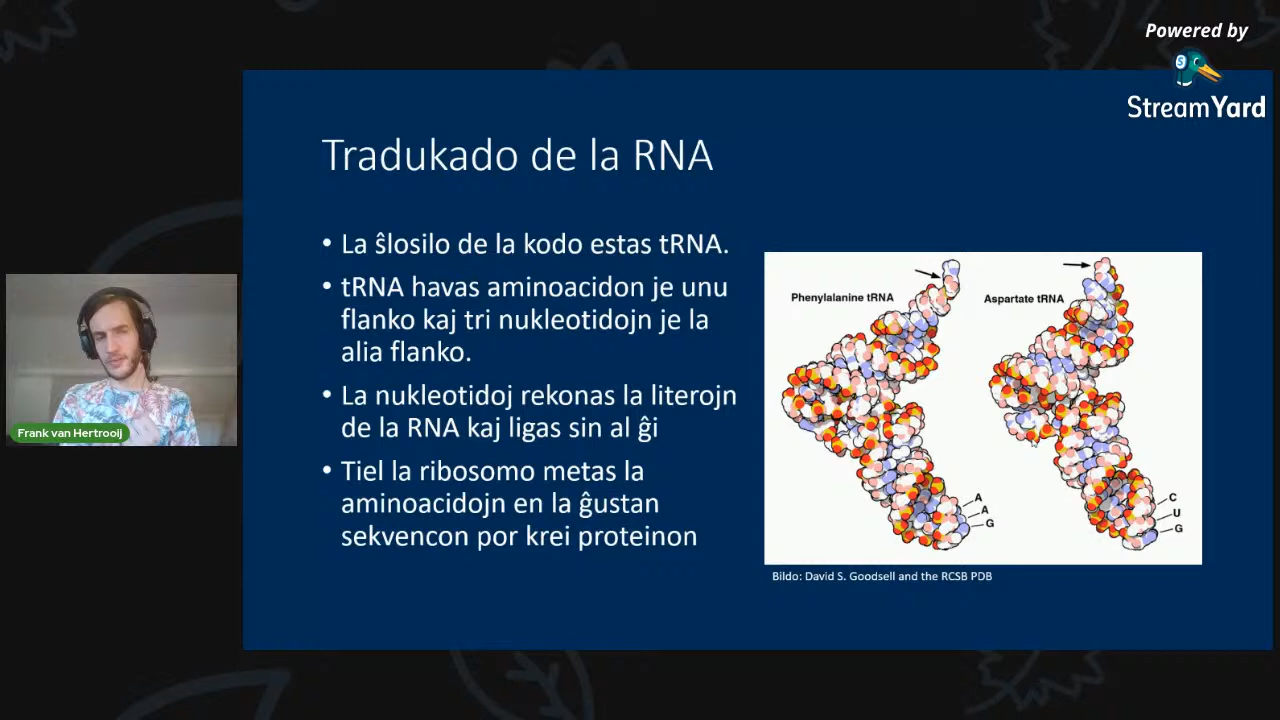 Powered by
StreamYard
Tradukado de la RNA
• La ŝlosilo de la kodo estas tRNA.
• tRNA havas aminoacidon je unu
flanko kaj tri nukleotidojn je la
alia flanko.
• La nukleotidoj rekonas la literojn
de la RNA kaj ligas sin al ĝi
• Tiel la ribosomo metas la
aminoacidojn en la ĝustan
sekvencon por krei proteinon
Phenylalanine tRNA
A
A
G
Aspartate tRNA
C
U
G
Bildo: David S. Goodsell and the RCSB PDB
Frank van Hertrooij